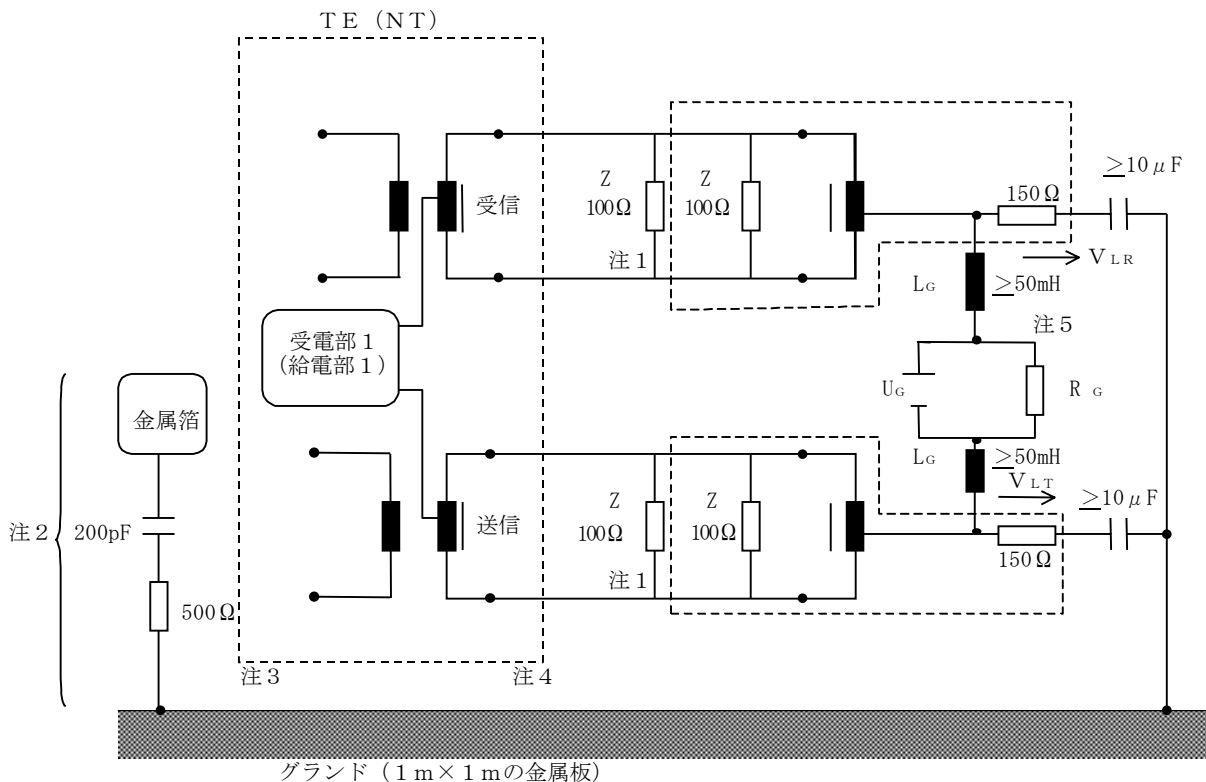 ＴＥ（ＮＴ）
受信
Z
100Ω
注１
Z
100Ω
150Ω
≥10μF
ＶLR
LG
≥50mH
注５
受電部１
（給電部１）
UG
R G
金属箔
注２
200pF
500Ω
送信
Z
100Ω
注１
Z
100Ω
LG
≥50mH
ＶLT
≥10μF
150Ω
注３
注４
グランド（１ｍ×１ｍの金属板）